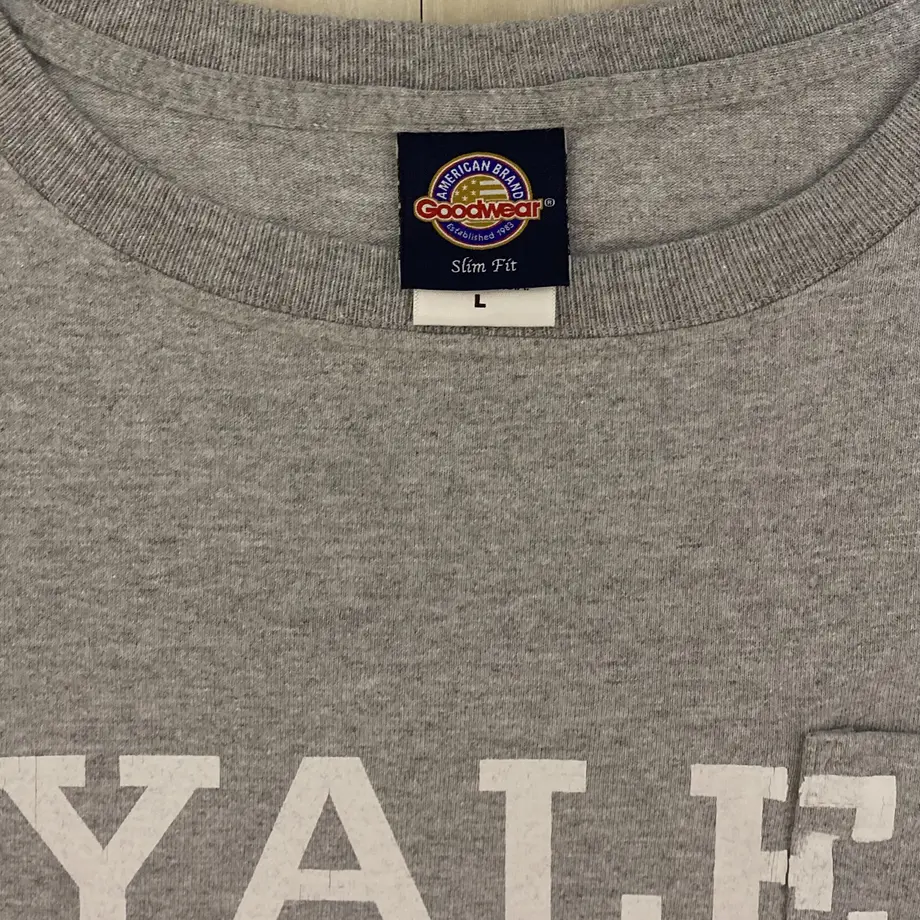 AMERICAN BRAND
Goodwear®
Established 1983
Slim Fit
L
YALE